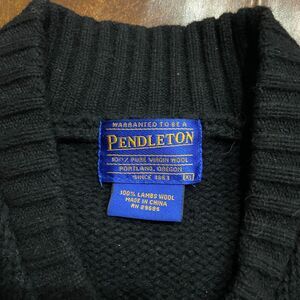 WARRANTED TO BE A
PENDLETON
100% PURE VIRGIN WOOL
PORTLAND, OREGON
SINCE 1863 XL
100% LAMBS WOOL
MADE IN CHINA
RN 29685